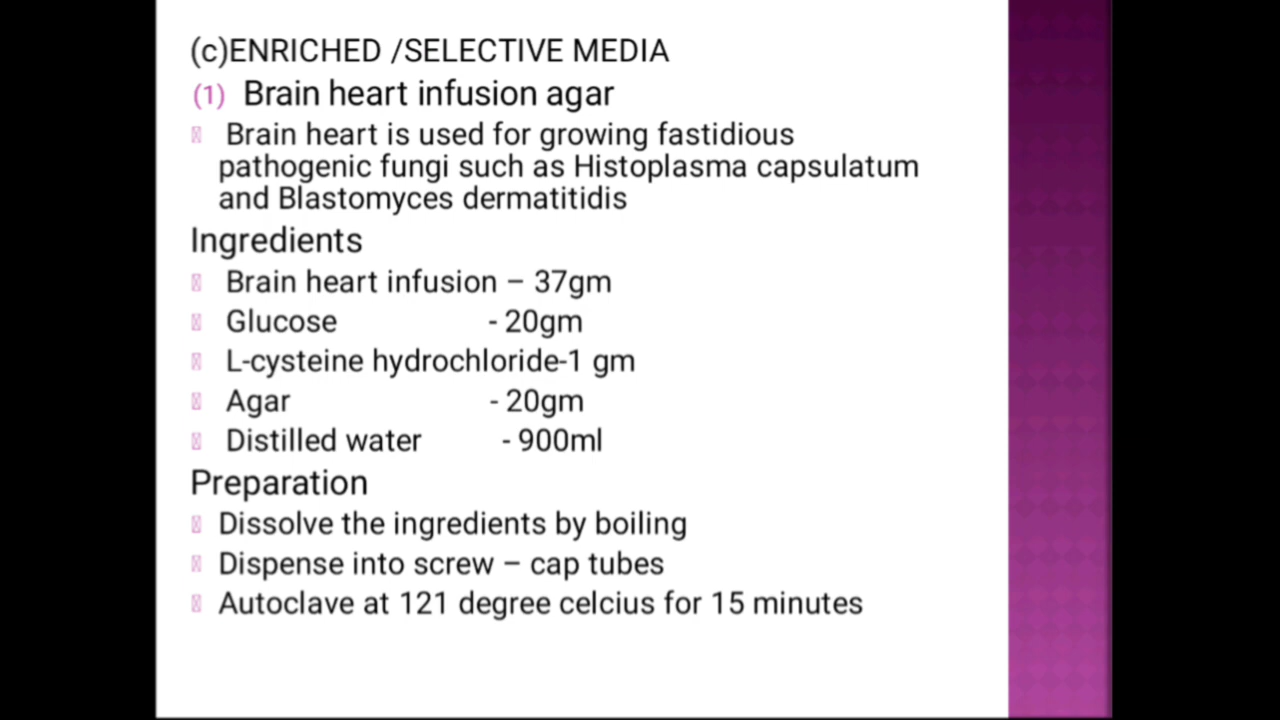 (c)ENRICHED /SELECTIVE MEDIA
(1) Brain heart infusion agar
Brain heart is used for growing fastidious
pathogenic fungi such as Histoplasma capsulatum
and Blastomyces dermatitidis
Ingredients
Brain heart infusion – 37gm
Glucose - 20gm
L-cysteine hydrochloride-1 gm
Agar - 20gm
Distilled water - 900ml
Preparation
Dissolve the ingredients by boiling
Dispense into screw – cap tubes
Autoclave at 121 degree celcius for 15 minutes